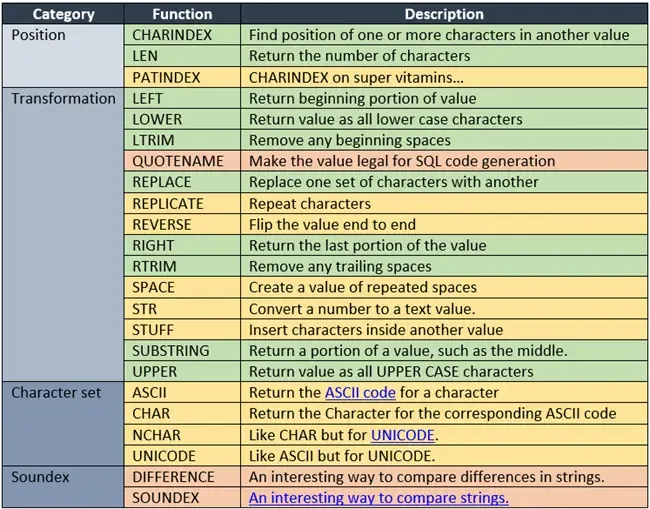 Category Function Description
Position CHARINDEX Find position of one or more characters in another value
LEN Return the number of characters
PATINDEX CHARINDEX on super vitamins...
Transformation LEFT Return beginning portion of value
LOWER Return value as all lower case characters
LTRIM Remove any beginning spaces
QUOTENAME Make the value legal for SQL code generation
REPLACE Replace one set of characters with another
REPLICATE Repeat characters
REVERSE Flip the value end to end
RIGHT Return the last portion of the value
RTRIM Remove any trailing spaces
SPACE Create a value of repeated spaces
STR Convert a number to a text value.
STUFF Insert characters inside another value
SUBSTRING Return a portion of a value, such as the middle.
UPPER Return value as all UPPER CASE characters
Character set ASCII Return the ASCII code for a character
CHAR Return the Character for the corresponding ASCII code
NCHAR Like CHAR but for UNICODE.
UNICODE Like ASCII but for UNICODE.
Soundex DIFFERENCE An interesting way to compare differences in strings.
SOUNDEX An interesting way to compare strings.